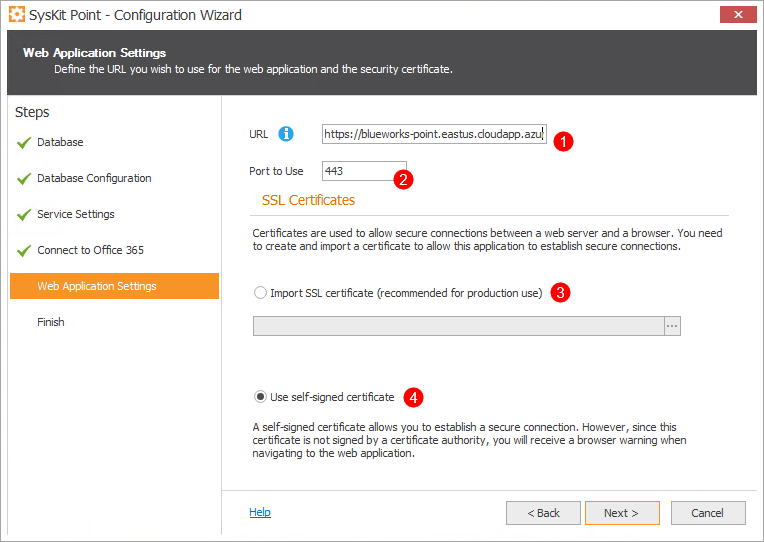 SysKit Point - Configuration Wizard
Web Application Settings
Define the URL you wish to use for the web application and the security certificate.
Steps
Database
Database Configuration
Service Settings
Connect to Office 365
Web Application Settings
Finish
URL https://blueworks-point.eastus.cloudapp.azu 1
Port to Use 443 2
SSL Certificates
Certificates are used to allow secure connections between a web server and a browser. You need
to create and import a certificate to allow this application to establish secure connections.
Import SSL certificate (recommended for production use) 3
...
Use self-signed certificate 4
A self-signed certificate allows you to establish a secure connection. However, since this
certificate is not signed by a certificate authority, you will receive a browser warning when
navigating to the web application.
Help < Back Next > Cancel